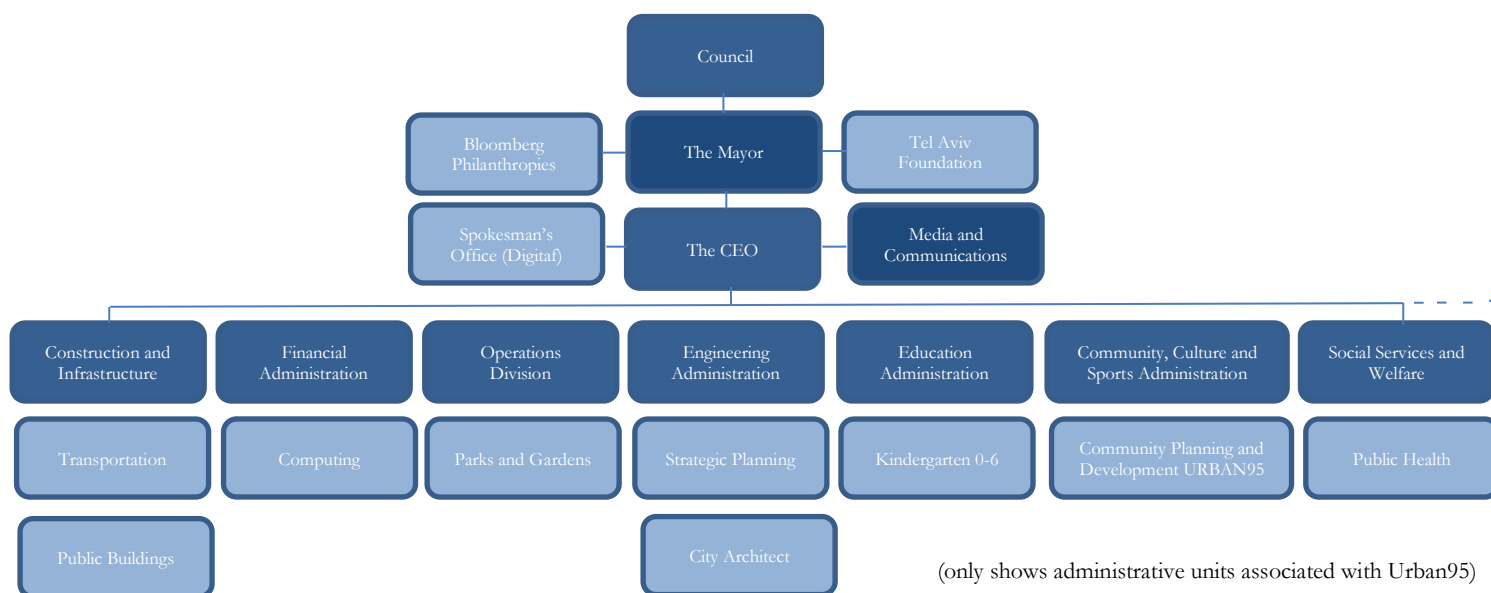 Council
Bloomberg
Philanthropies
The Mayor
Tel Aviv
Foundation
Spokesman's
Office (Digitaf)
The CEO
Media and
Communications
Construction and
Infrastructure
Financial
Administration
Operations
Division
Engineering
Administration
Education
Administration
Community, Culture and
Sports Administration
Social Services and
Welfare
Transportation
Computing
Parks and Gardens
Strategic Planning
Kindergarten 0-6
Community Planning and
Development URBAN95
Public Health
Public Buildings
City Architect
(only shows administrative units associated with Urban95)